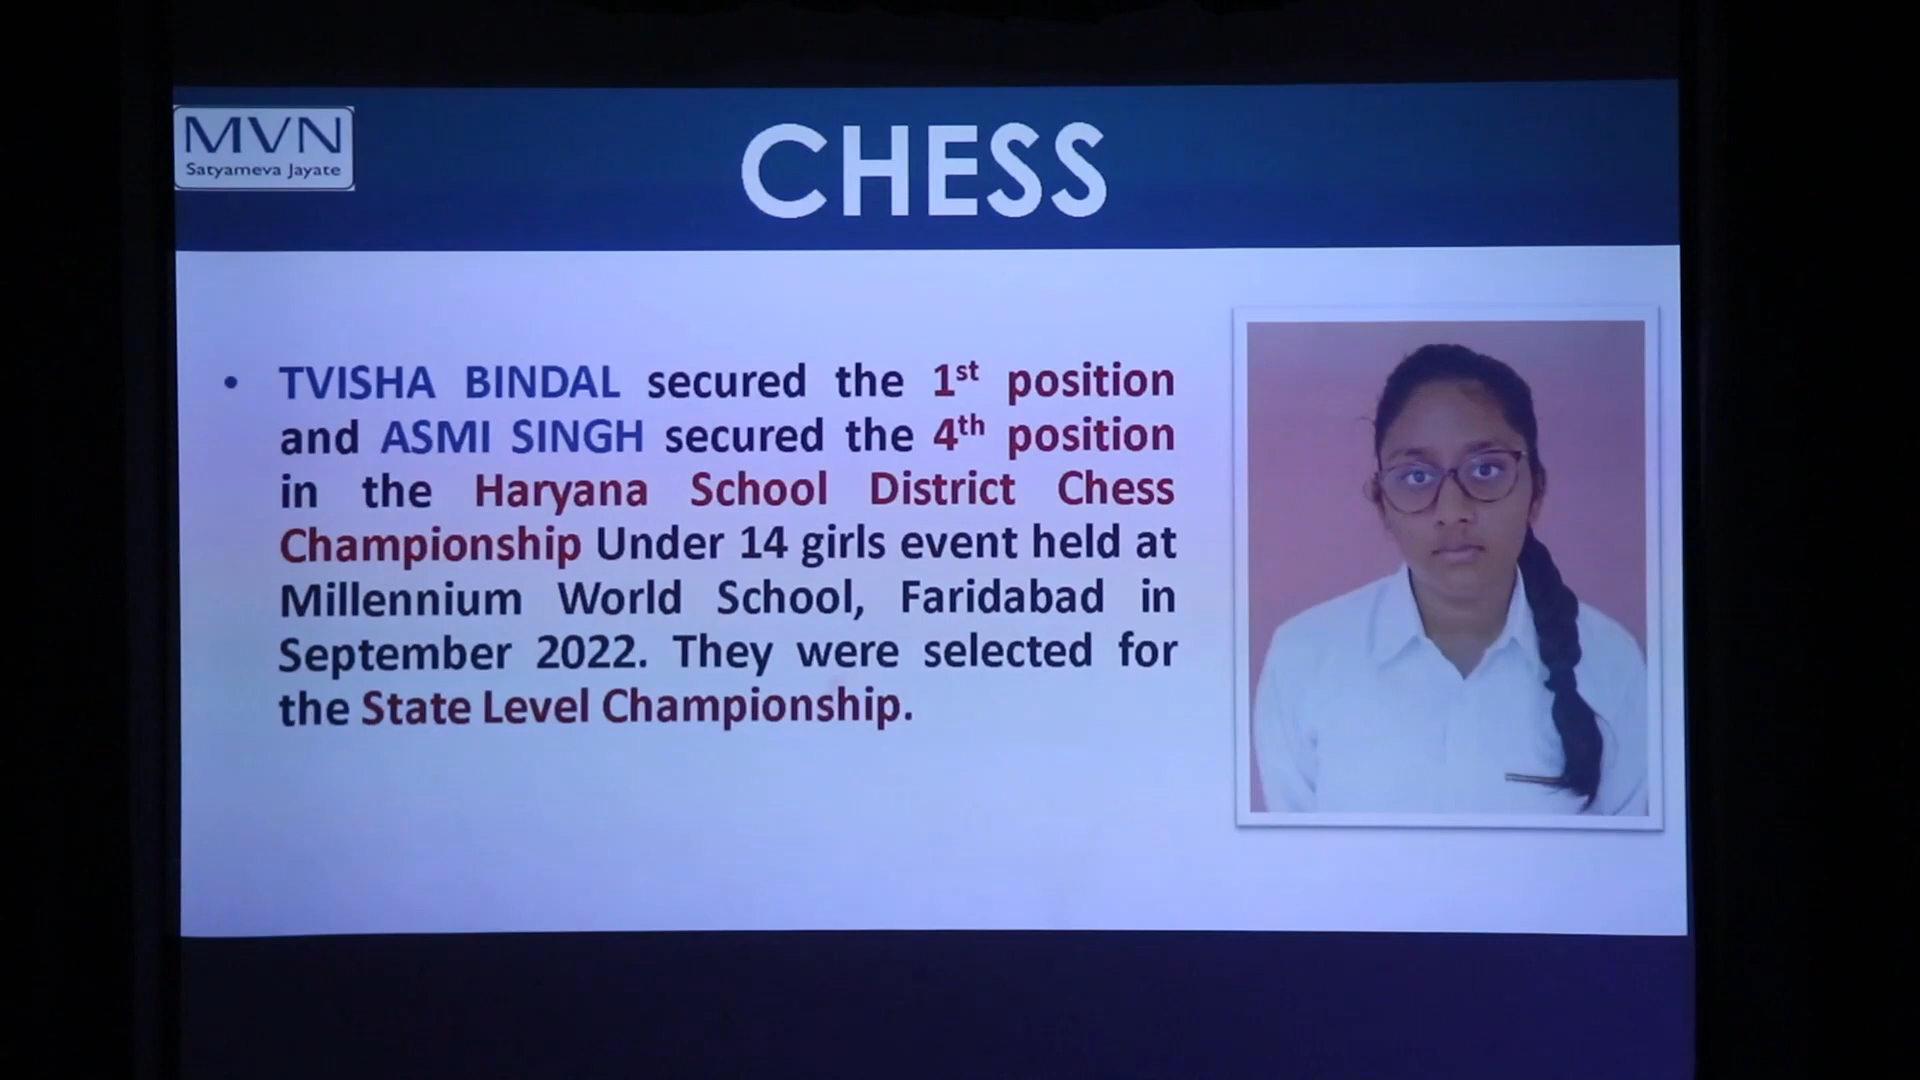 MVN
Satyameva Jayate
CHESS
• TVISHA BINDAL secured the 1st position
and ASMI SINGH secured the 4th position
in the Haryana School District Chess
Championship Under 14 girls event held at
Millennium World School, Faridabad in
September 2022. They were selected for
the State Level Championship.